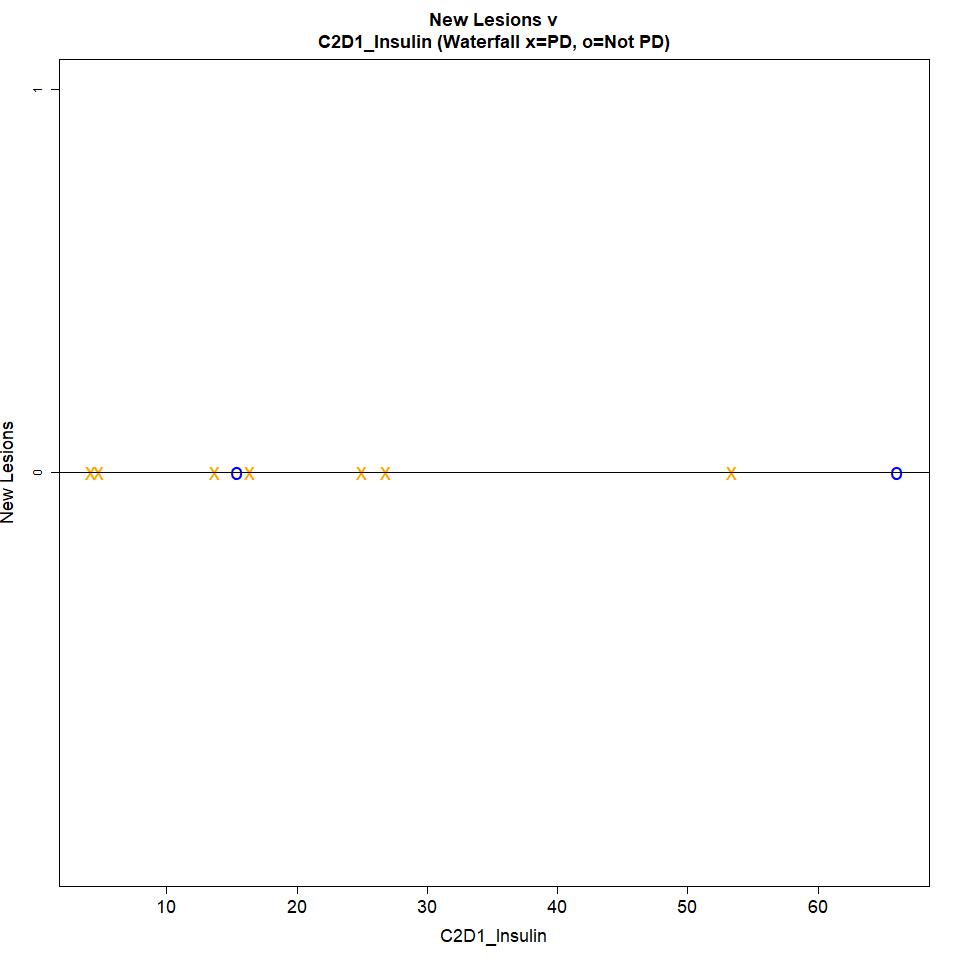 New Lesions v
C2D1_Insulin (Waterfall x=PD, o=Not PD)
1
New Lesions
0
x x x o x x x x o
10 20 30 40 50 60
C2D1_Insulin